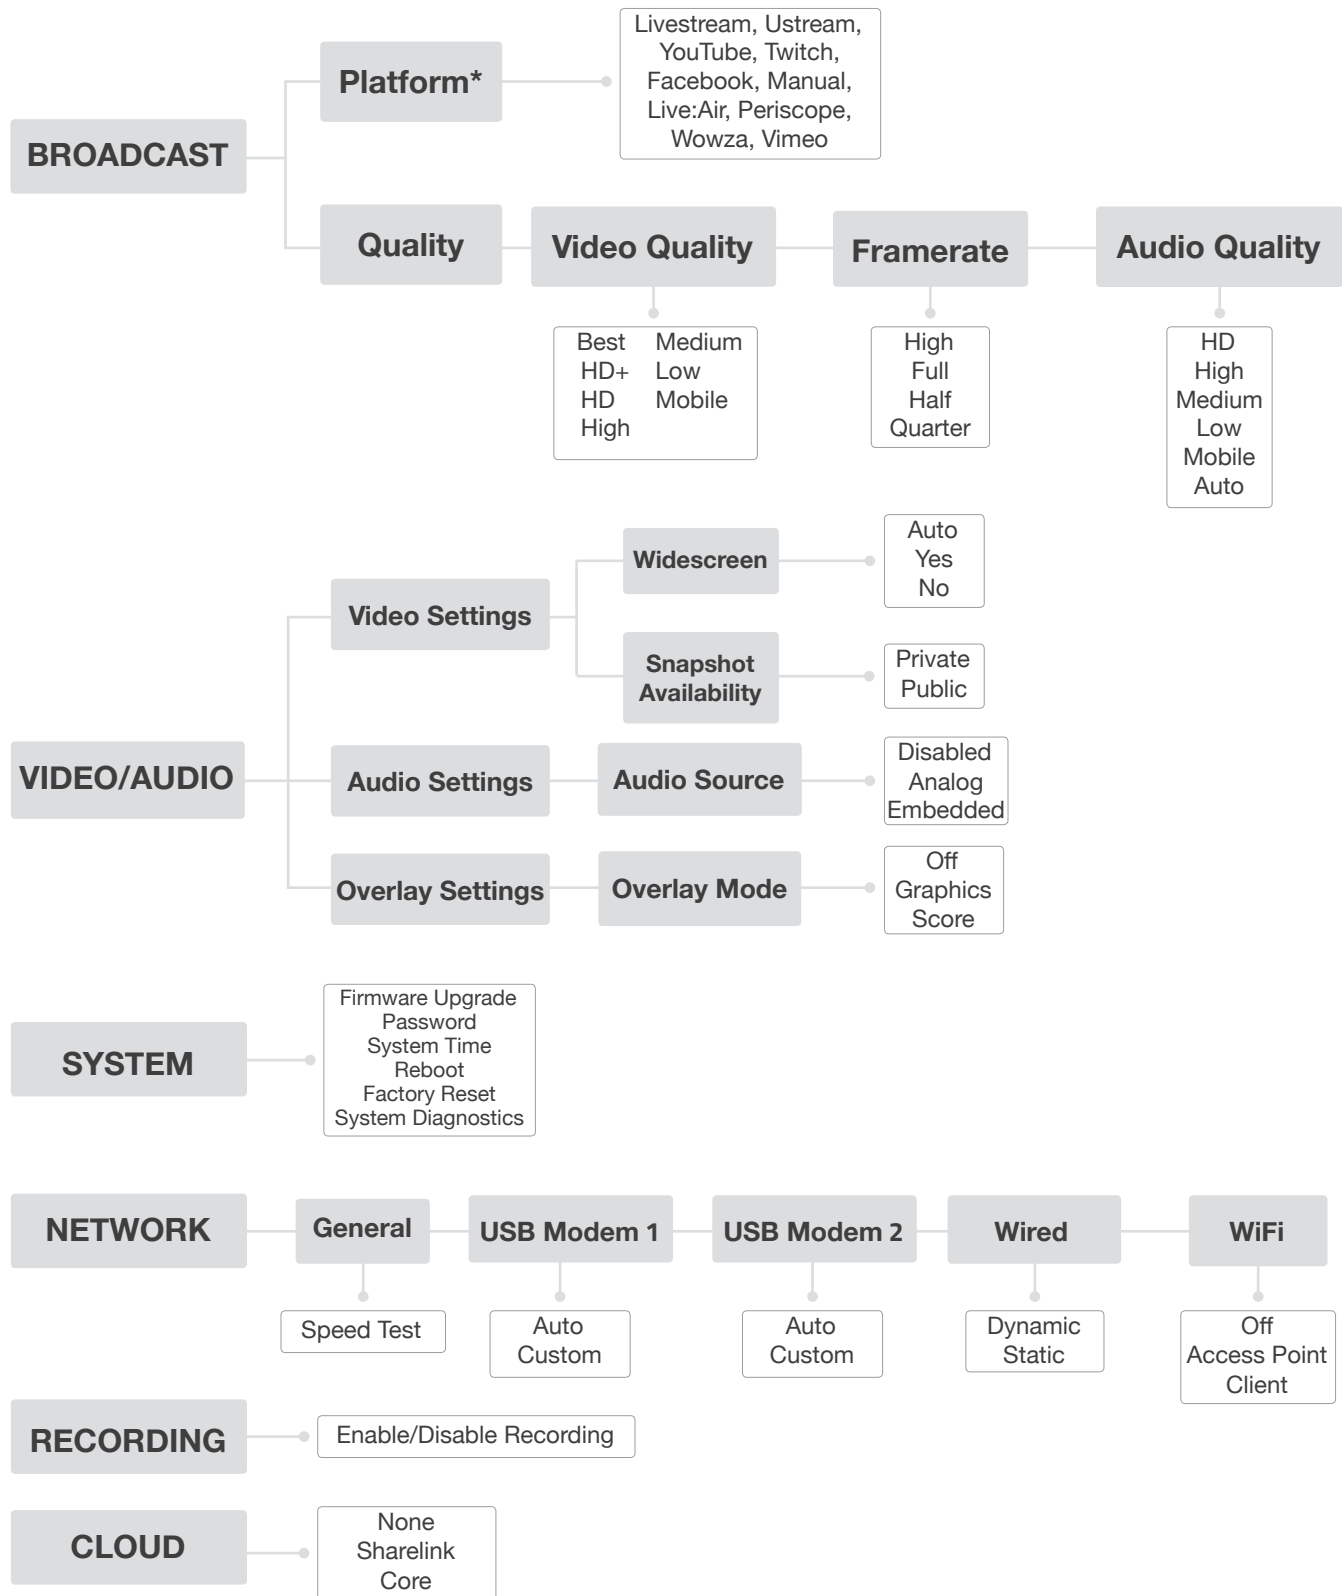 BROADCAST
Platform*
Livestream, Ustream,
YouTube, Twitch,
Facebook, Manual,
Live:Air, Periscope,
Wowza, Vimeo
Quality
Video Quality
Best Medium
HD+ Low
HD Mobile
High
Framerate
High
Full
Half
Quarter
Audio Quality
HD
High
Medium
Low
Mobile
Auto
VIDEO/AUDIO
Video Settings
Widescreen
Auto
Yes
No
Snapshot
Availability
Private
Public
Audio Settings
Audio Source
Disabled
Analog
Embedded
Overlay Settings
Overlay Mode
Off
Graphics
Score
SYSTEM
Firmware Upgrade
Password
System Time
Reboot
Factory Reset
System Diagnostics
NETWORK
General
Speed Test
USB Modem 1
Auto
Custom
USB Modem 2
Auto
Custom
Wired
Dynamic
Static
WiFi
Off
Access Point
Client
RECORDING
Enable/Disable Recording
CLOUD
None
Sharelink
Core